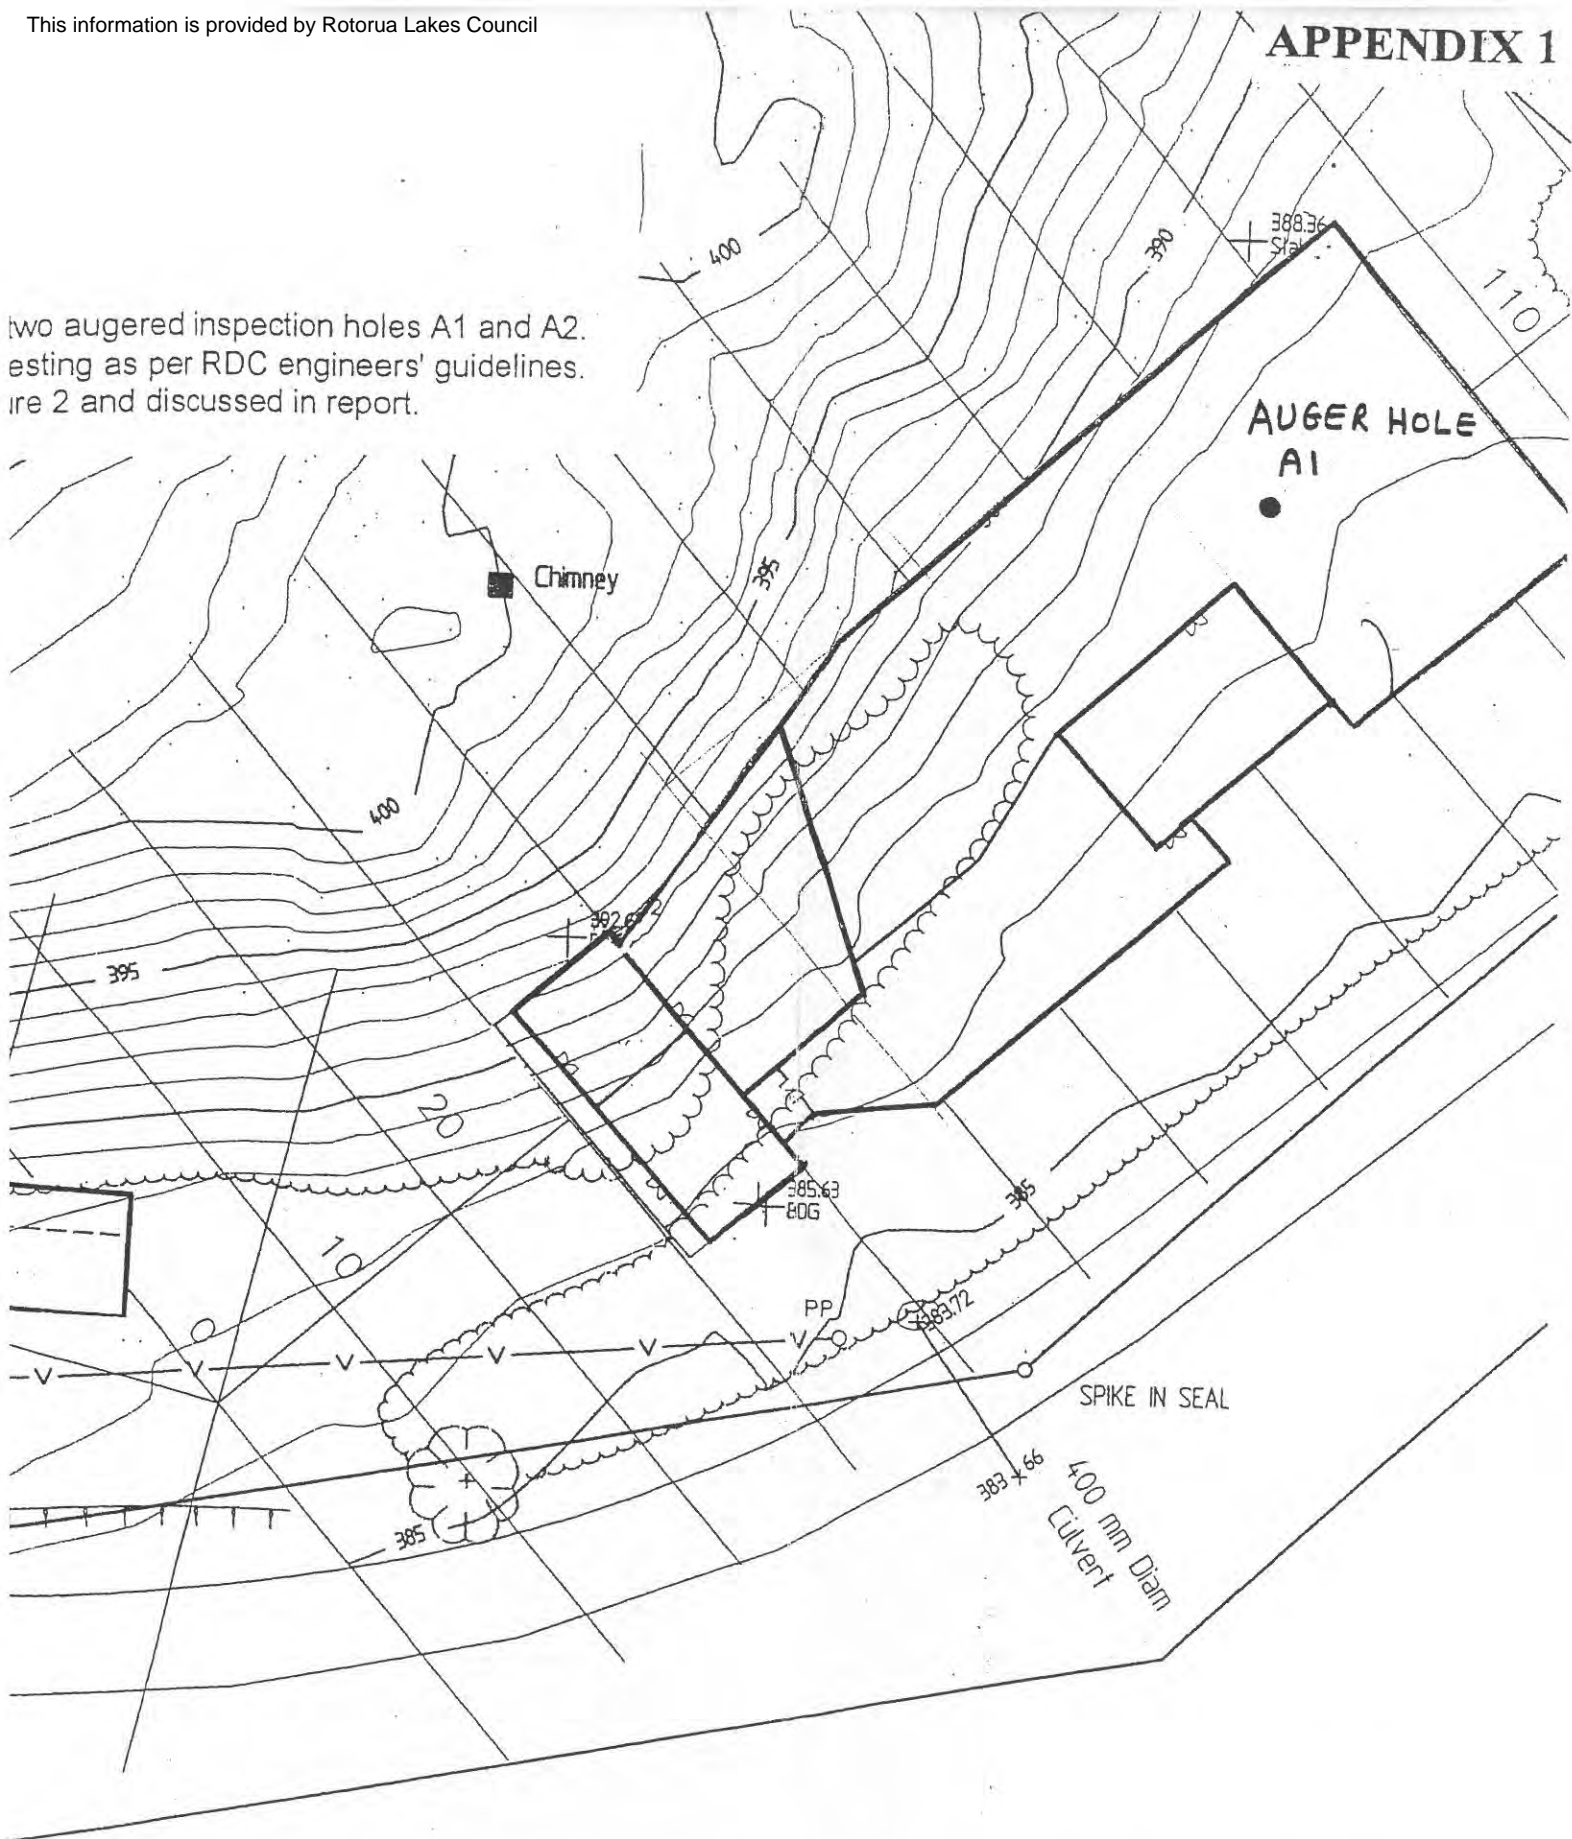 This information is provided by Rotorua Lakes Council
APPENDIX 1
400
390
388.36
110
two augered inspection holes A1 and A2.
esting as per RDC engineers' guidelines.
ure 2 and discussed in report.
AUGER HOLE
A1
Chimney
395
400
395
20
385.63
BDG
385
10
0
PP
383.72
V V V V V V
SPIKE IN SEAL
383.66
400 mm Diam
Culvert
385